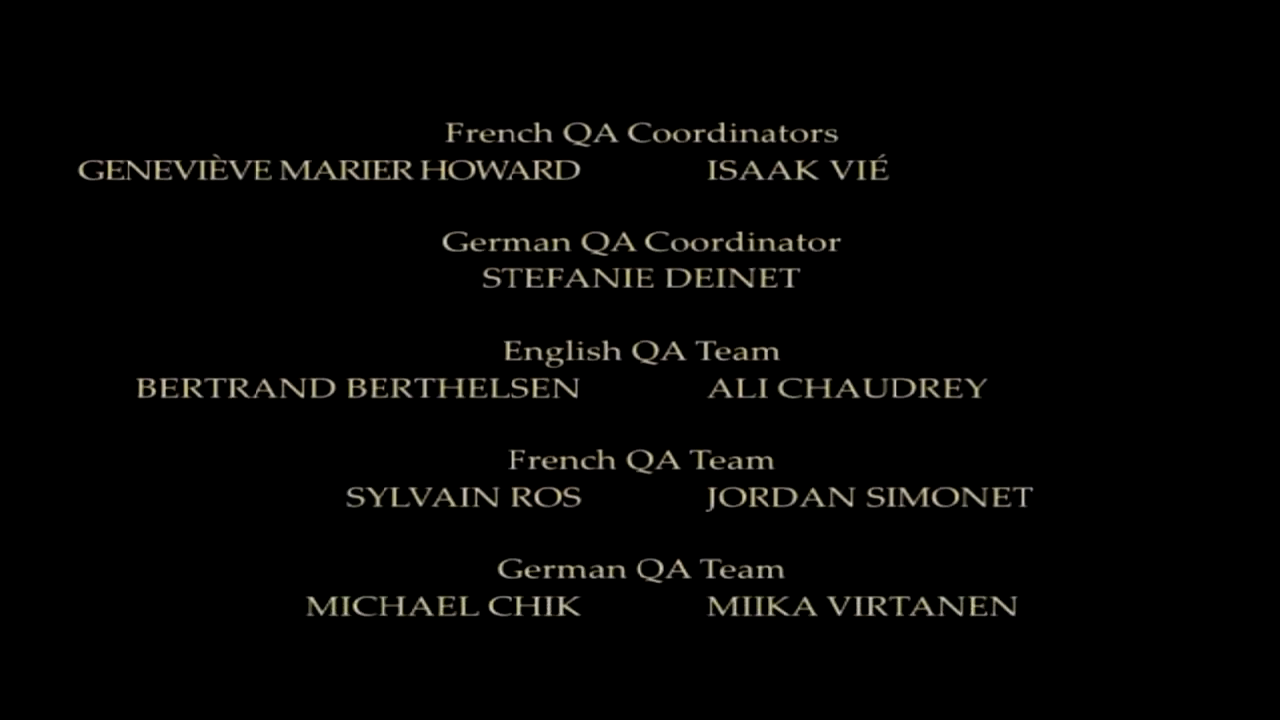 French QA Coordinators
GENEVIÈVE MARIER HOWARD ISAAK VIÉ
German QA Coordinator
STEFANIE DEINET
English QA Team
BERTRAND BERTHELSEN ALI CHAUDREY
French QA Team
SYLVAIN ROS JORDAN SIMONET
German QA Team
MICHAEL CHIK MIIKA VIRTANEN